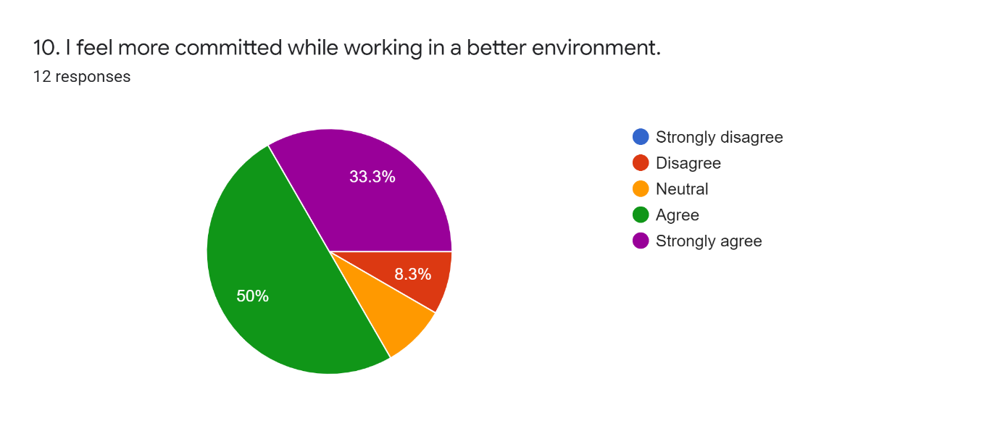 10. I feel more committed while working in a better environment.
12 responses
33.3%
8.3%
50%
Strongly disagree
Disagree
Neutral
Agree
Strongly agree